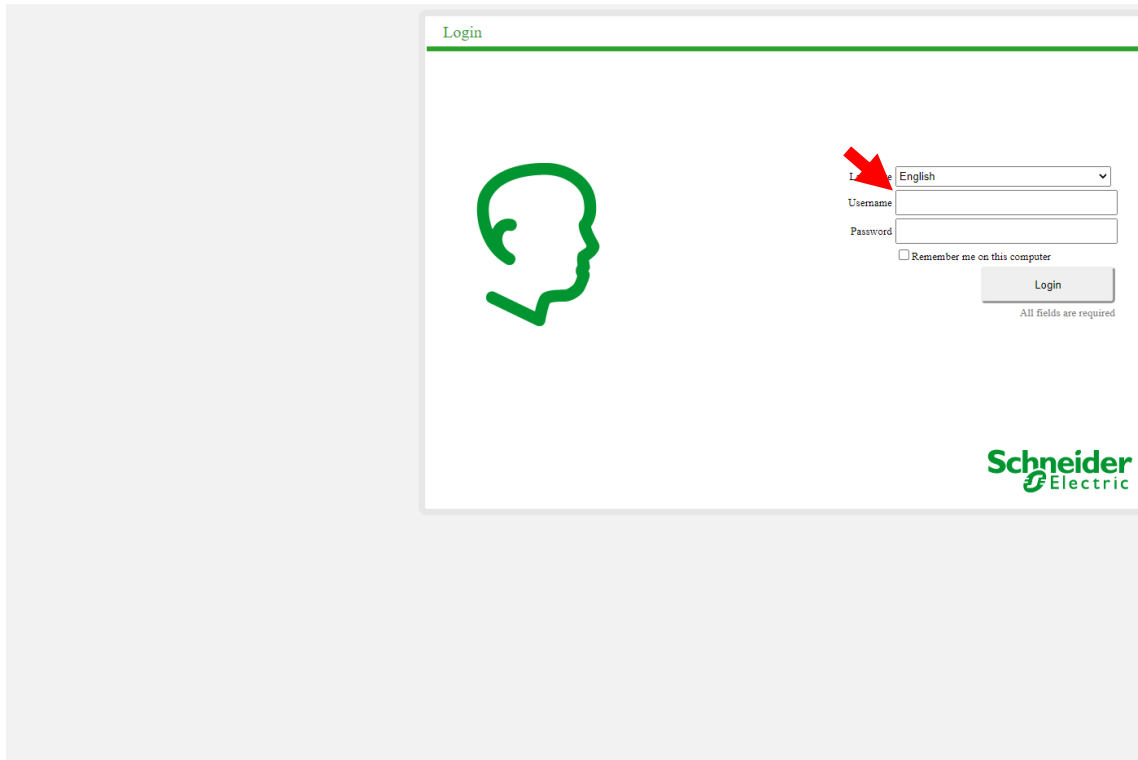 Login
English
Username
Password
Remember me on this computer
Login
All fields are required
Schneider
Electric